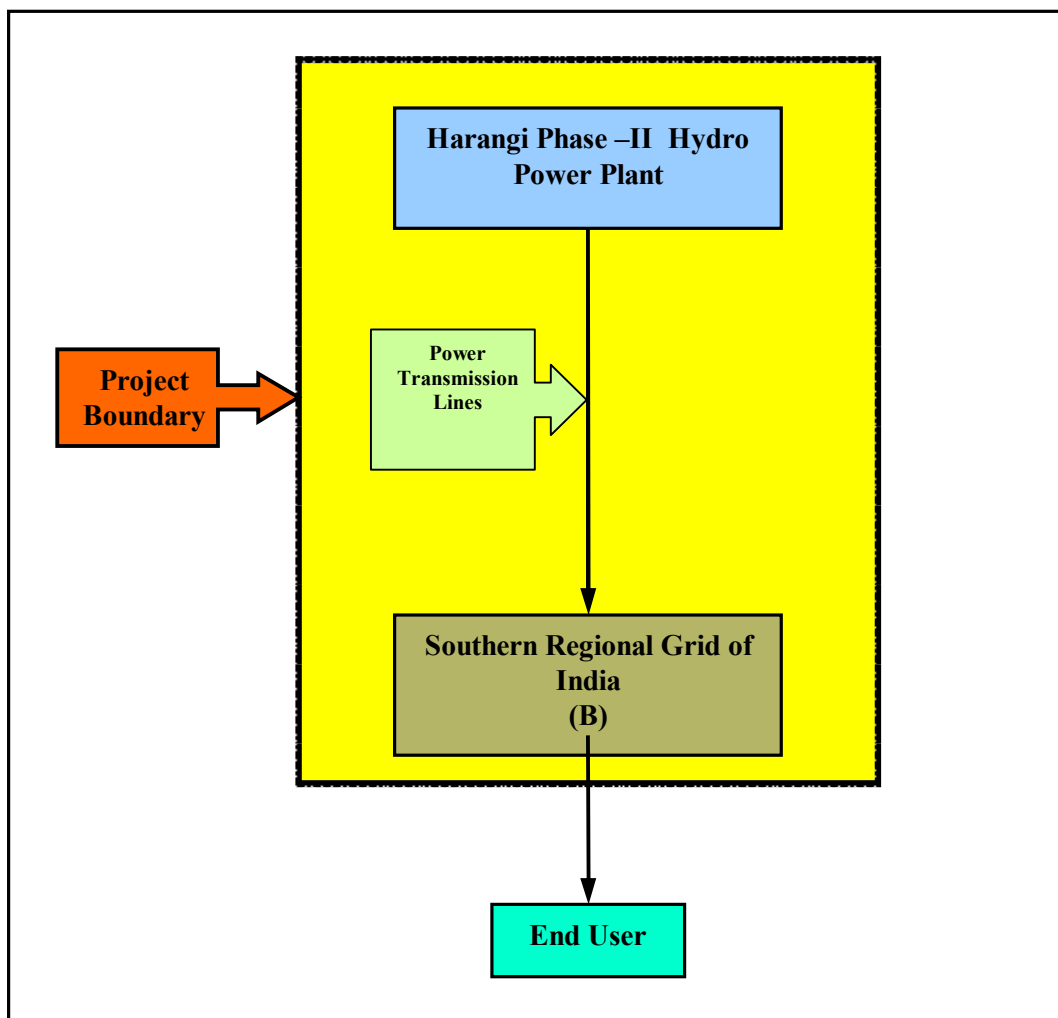 Harangi Phase –II  Hydro
Power Plant
Power
Transmission
Lines
Project
Boundary
Southern Regional Grid of
India
(B)
End User